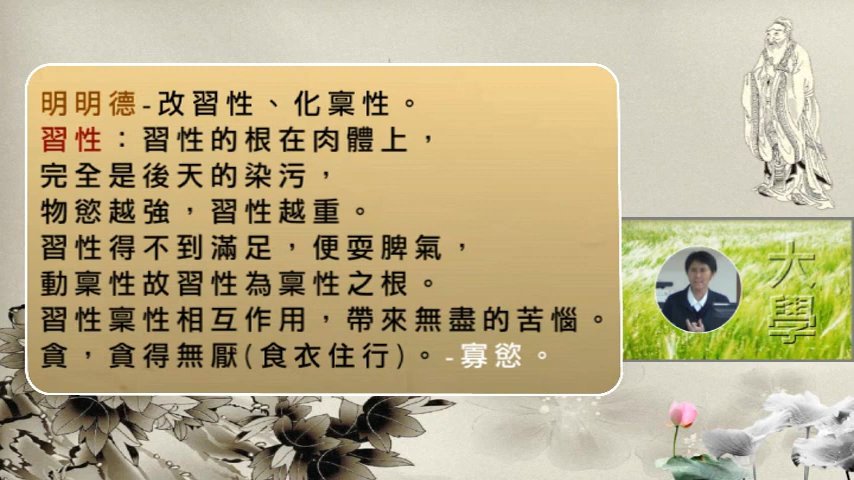 明明德-改習性、化稟性。
習性：習性的根在肉體上，
完全是後天的染污，
物慾越強，習性越重。
習性得不到滿足，便耍脾氣，
動稟性故習性為稟性之根。
習性稟性相互作用，帶來無盡的苦惱。
貪，貪得無厭(食衣住行)。-寡慾。
大學